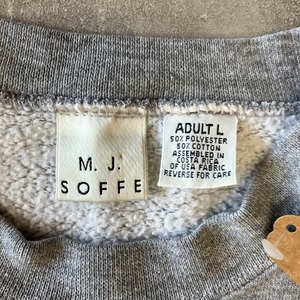 M. J.
SOFFE
ADULT L
50% POLYESTER
50% COTTON
ASSEMBLED IN
COSTA RICA
OF USA FABRIC
REVERSE FOR CARE